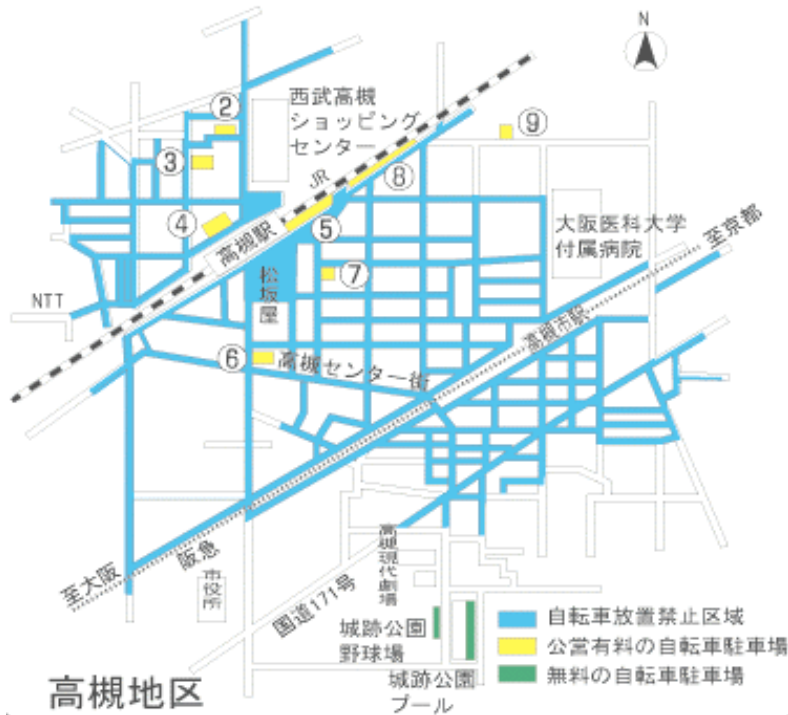 N
②
西武高槻
ショッピング
センター
⑨
③
JR
⑧
④
⑤
高槻駅
大阪医科大学
付属病院
至京都
⑦
松坂屋
NTT
高槻市駅
⑥
高槻センター街
阪急
至大阪
市役所
高槻現代劇場
国道171号
城跡公園
野球場
城跡公園
プール
自転車放置禁止区域
公営有料の自転車駐車場
無料の自転車駐車場
高槻地区